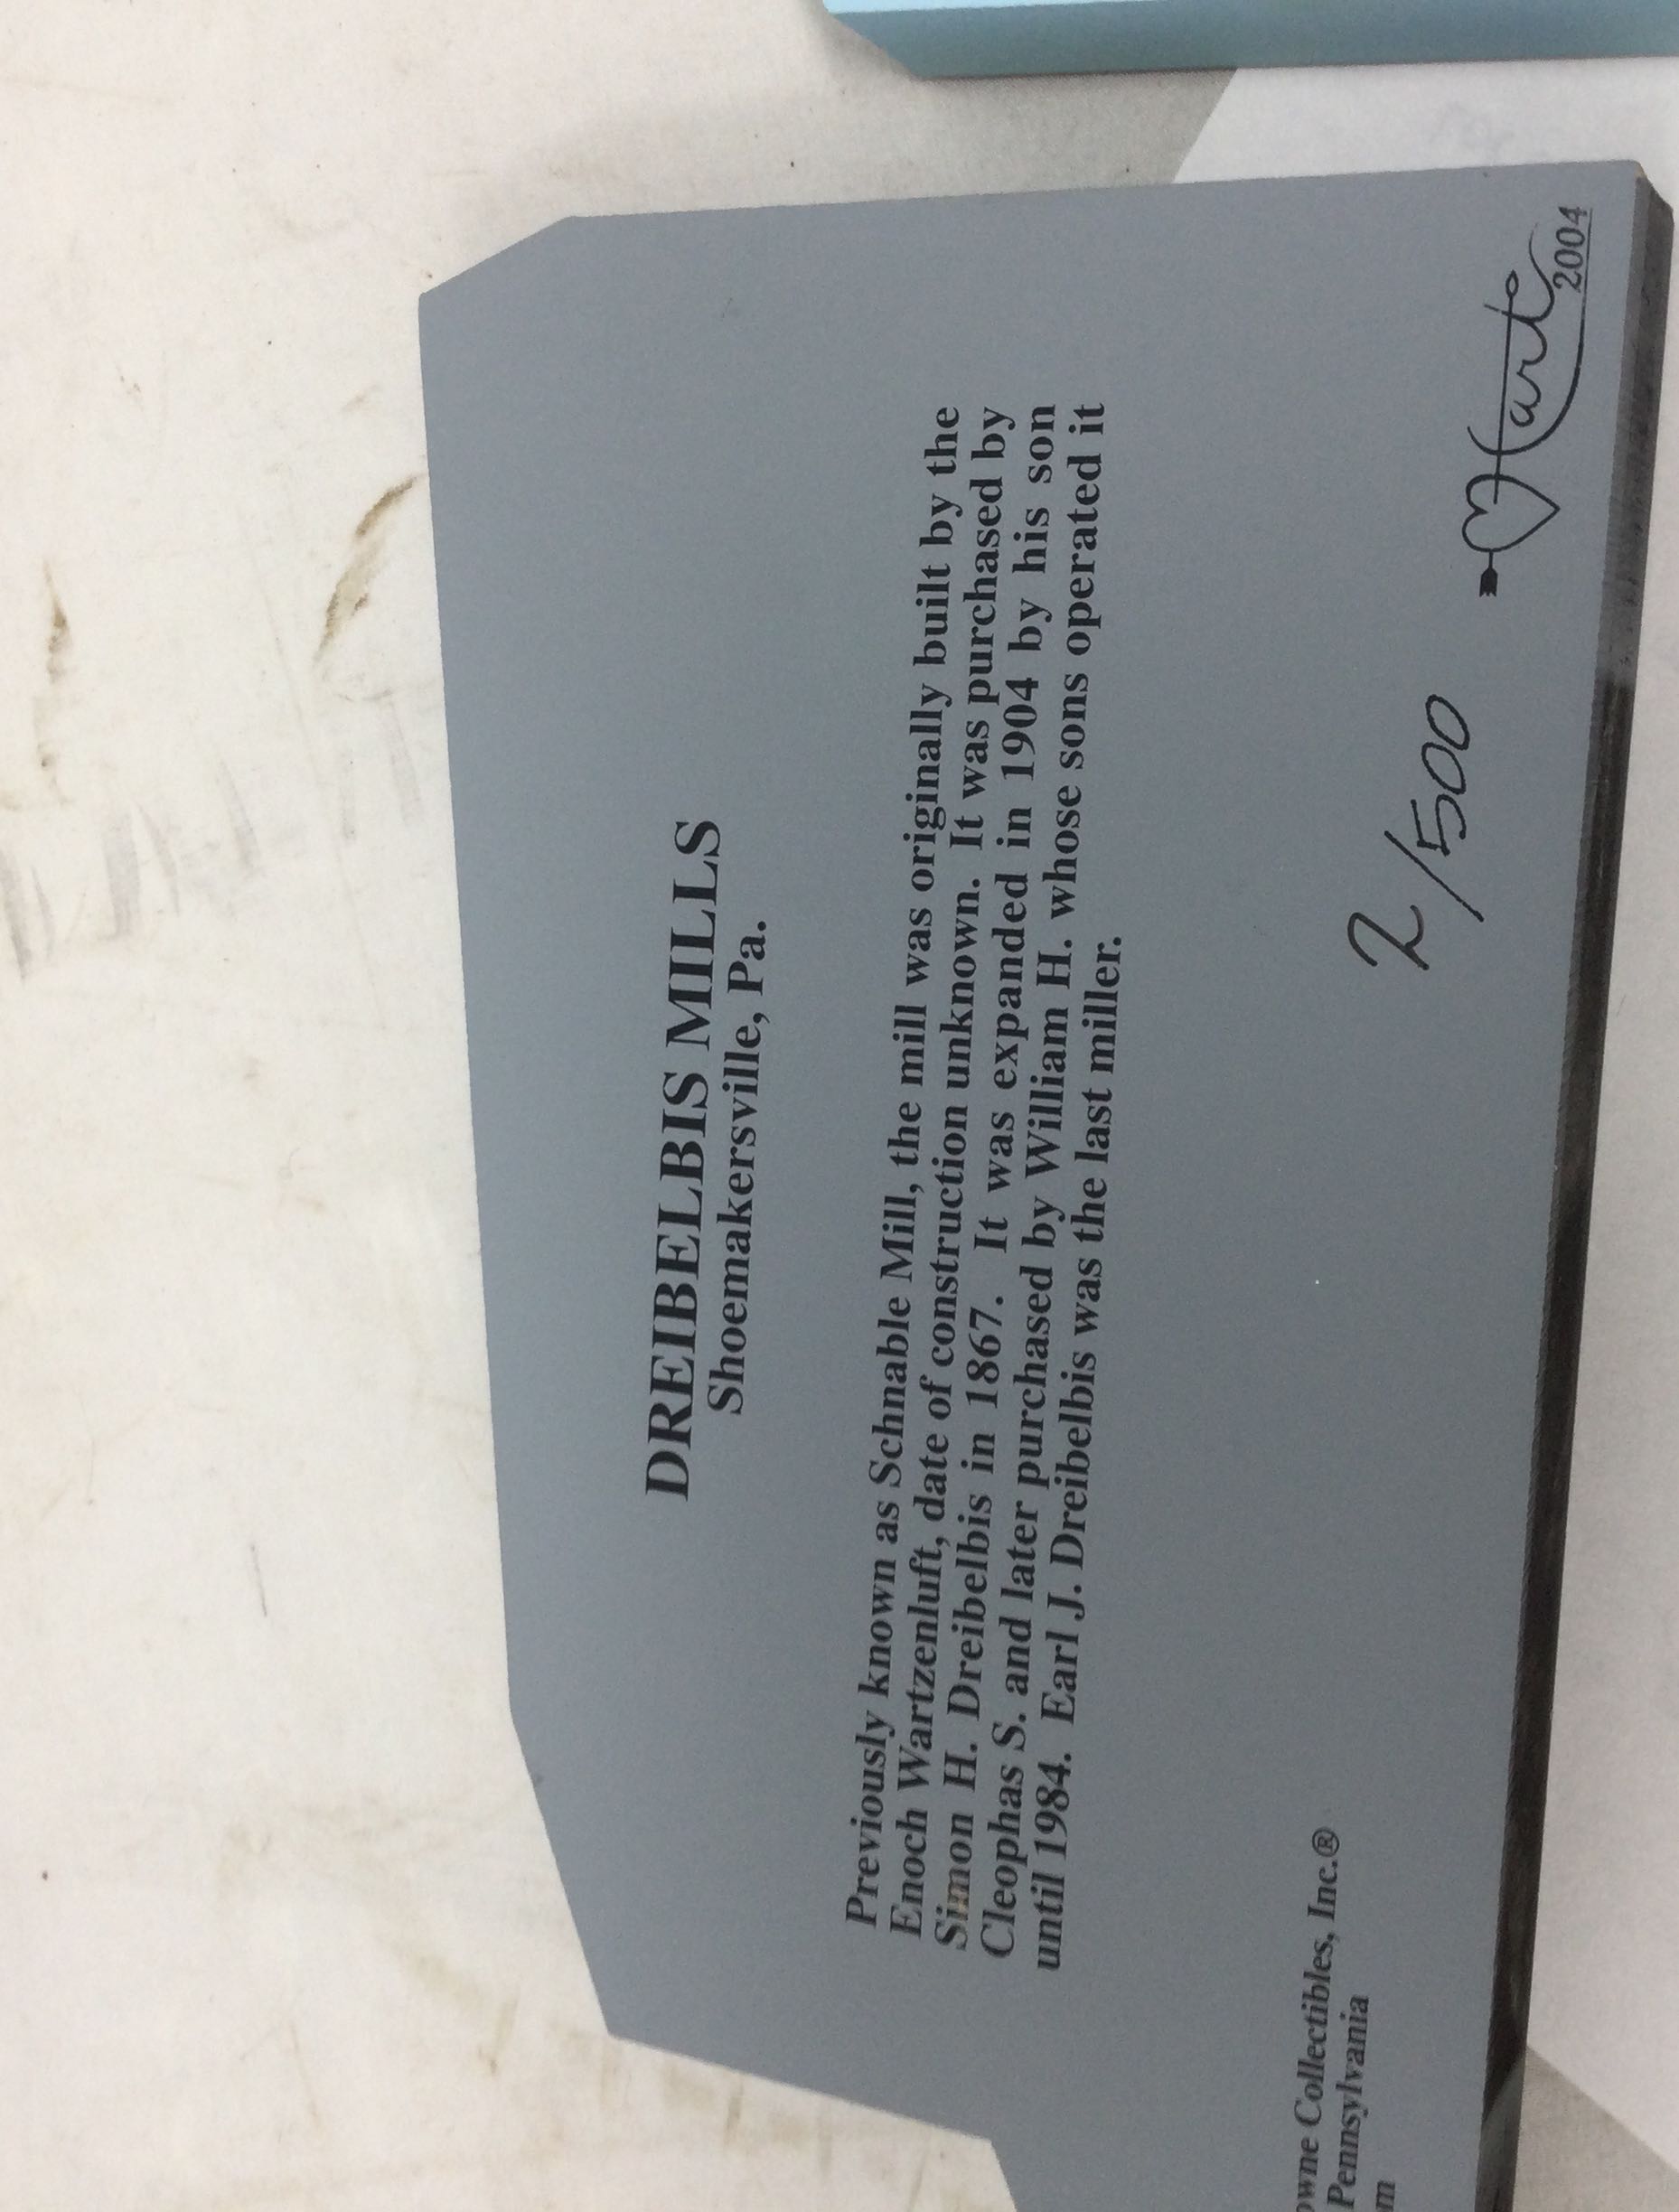 DREIBELBIS MILLS
Shoemakersville, Pa.
Previously known as Schnable Mill, the mill was originally built by the
Enoch Wartzenluft, date of construction unknown. It was purchased by
Simon H. Dreibelbis in 1867. It was expanded in 1904 by his son
Cleophas S. and later purchased by William H. whose sons operated it
until 1984. Earl J. Dreibelbis was the last miller.
2/500
Harto
2004
Collectibles, Inc.®
Pennsylvania